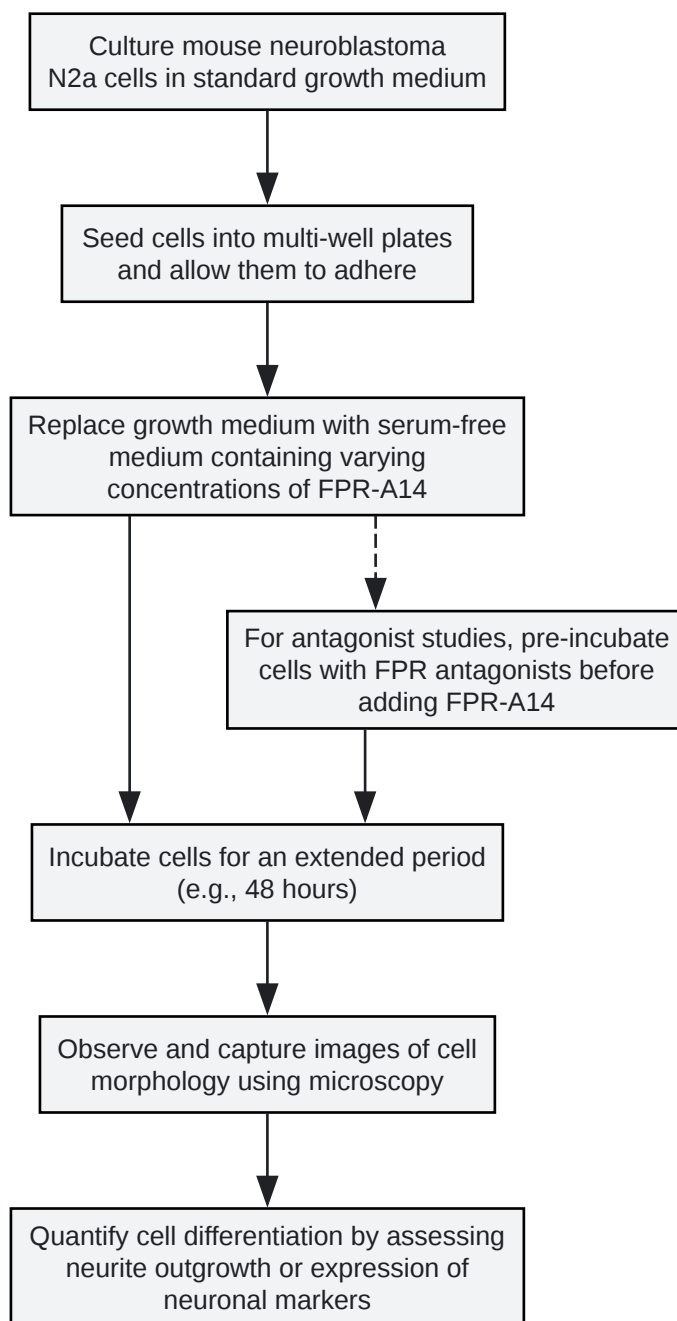 Culture mouse neuroblastoma
N2a cells in standard growth medium
Seed cells into multi-well plates
and allow them to adhere
Replace growth medium with serum-free
medium containing varying
concentrations of FPR-A14
For antagonist studies, pre-incubate
cells with FPR antagonists before
adding FPR-A14
Incubate cells for an extended period
(e.g., 48 hours)
Observe and capture images of cell
morphology using microscopy
Quantify cell differentiation by assessing
neurite outgrowth or expression of
neuronal markers